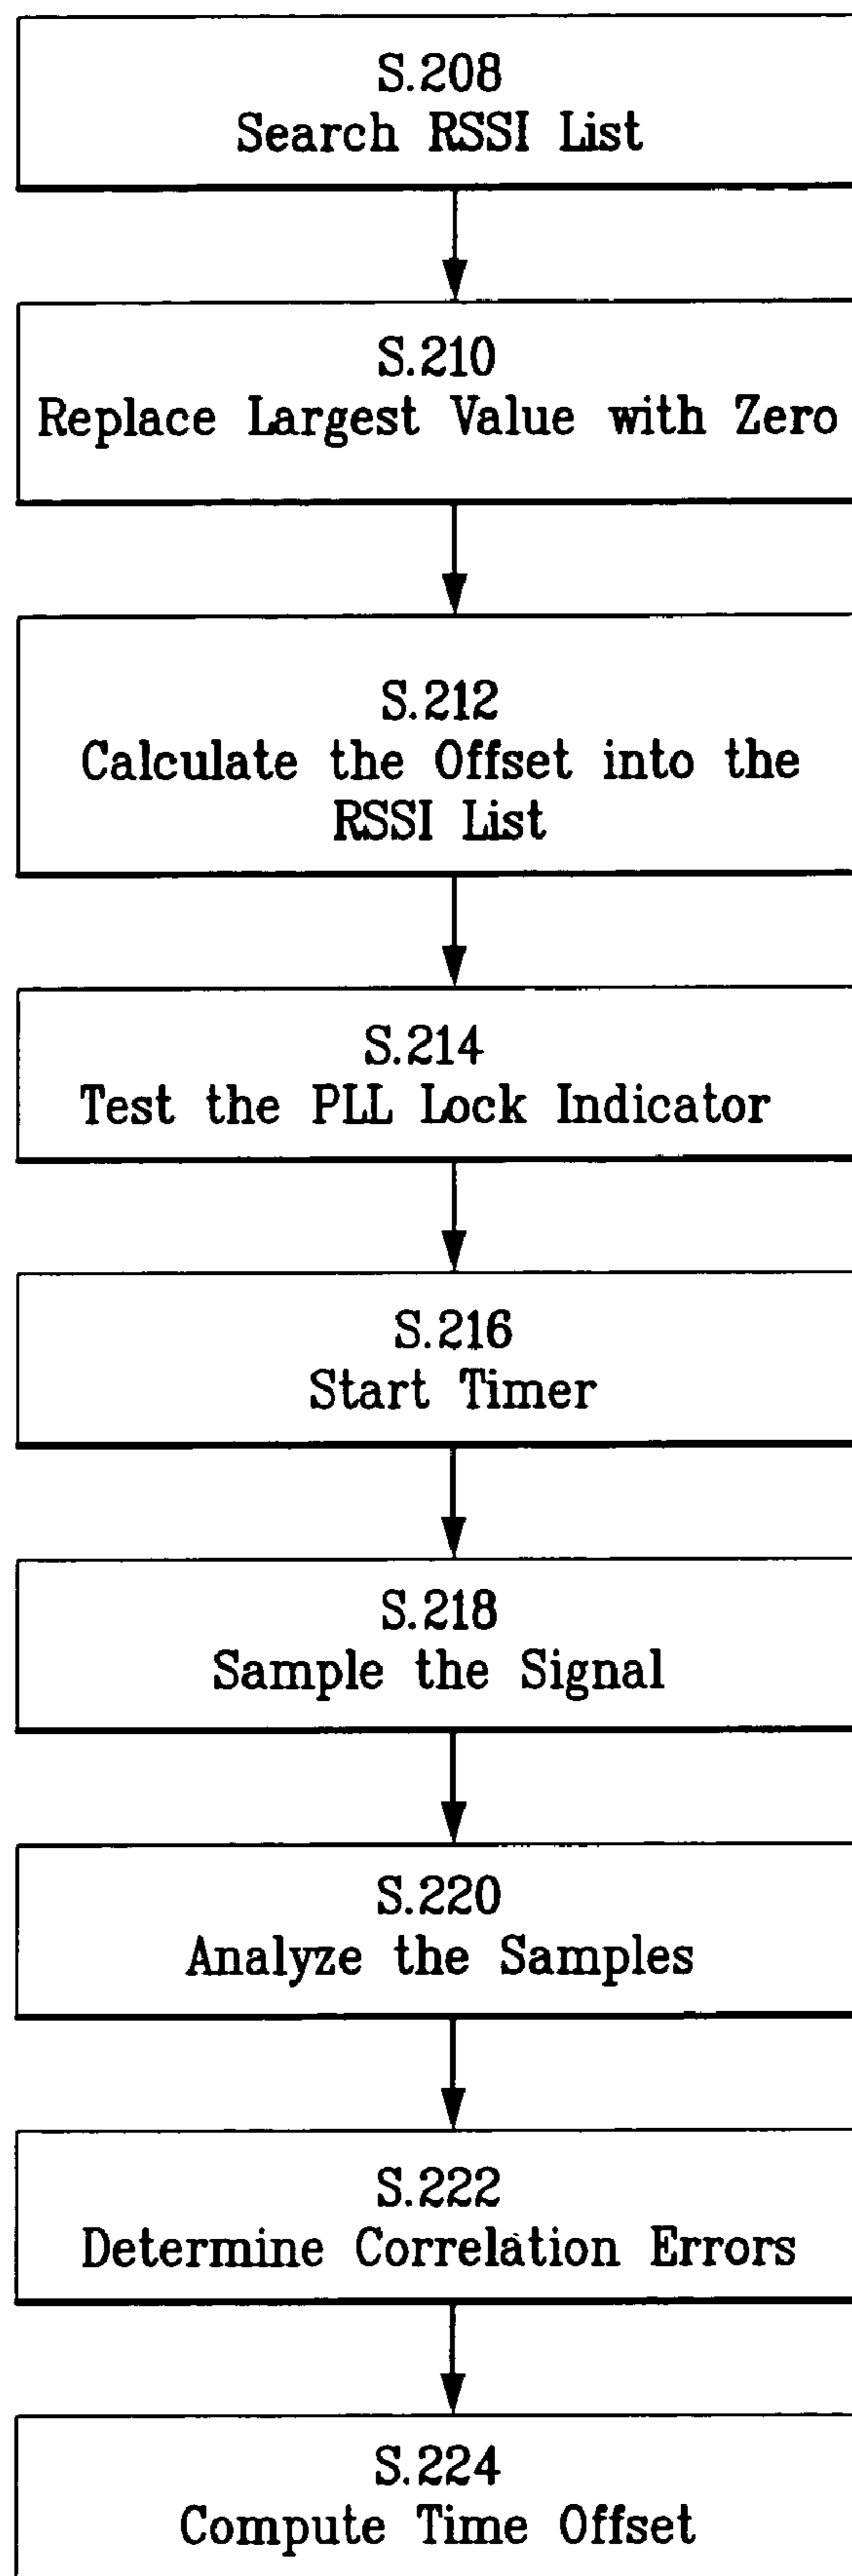 S.208
Search RSSI List
S.210
Replace Largest Value with Zero
S.212
Calculate the Offset into the
RSSI List
S.214
Test the PLL Lock Indicator
S.216
Start Timer
S.218
Sample the Signal
S.220
Analyze the Samples
S.222
Determine Correlation Errors
S.224
Compute Time Offset